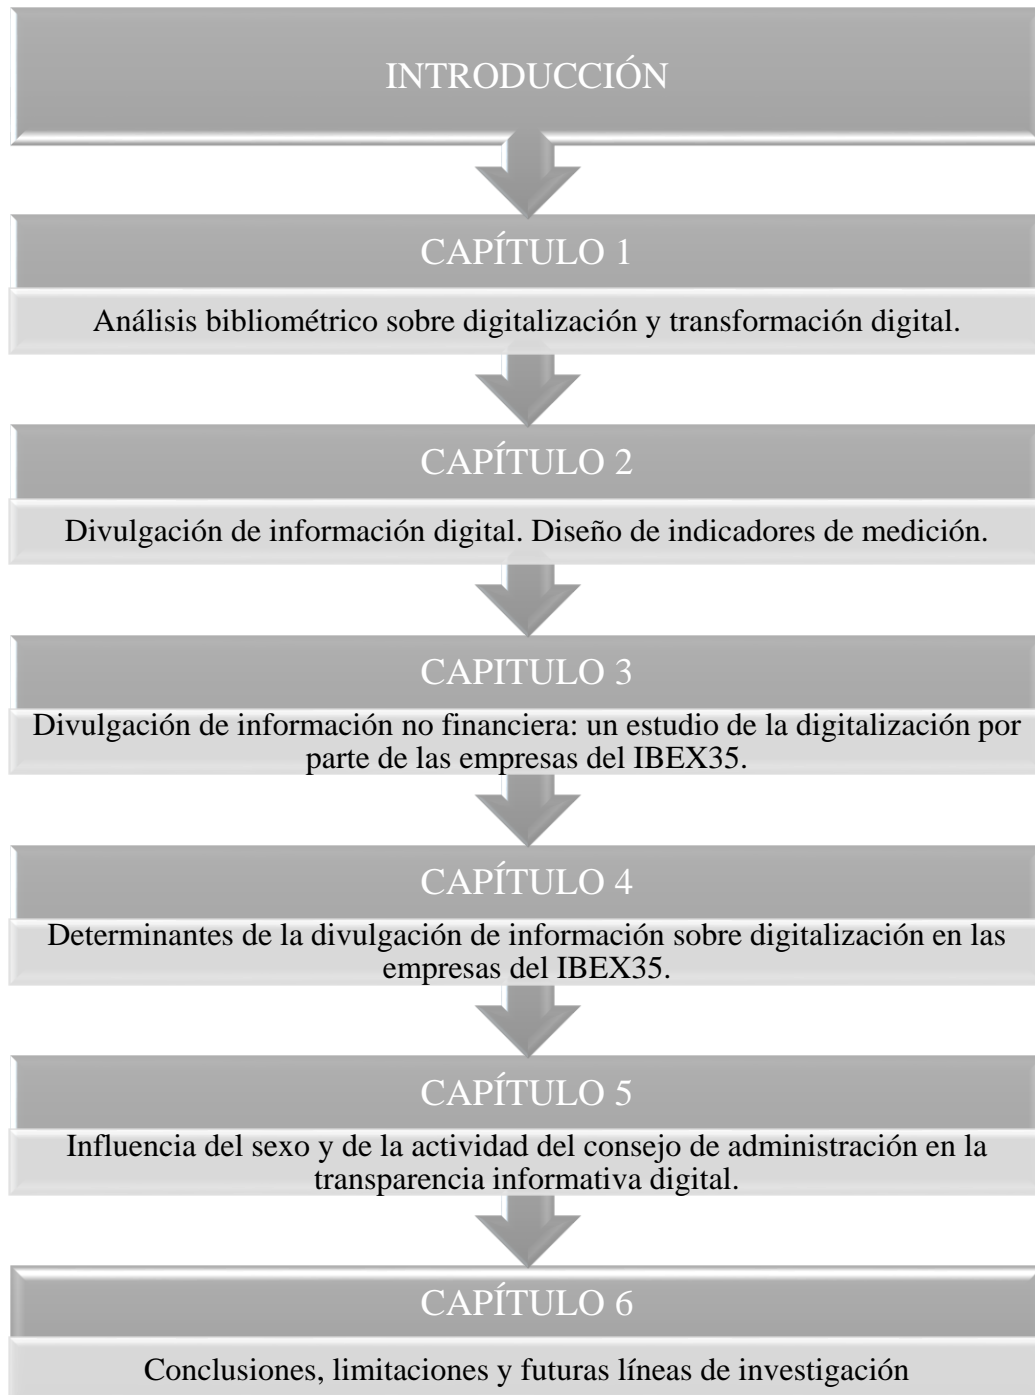 INTRODUCCIÓN
CAPÍTULO 1
Análisis bibliométrico sobre digitalización y transformación digital.
CAPÍTULO 2
Divulgación de información digital. Diseño de indicadores de medición.
CAPITULO 3
Divulgación de información no financiera: un estudio de la digitalización por
parte de las empresas del IBEX35.
CAPÍTULO 4
Determinantes de la divulgación de información sobre digitalización en las
empresas del IBEX35.
CAPÍTULO 5
Influencia del sexo y de la actividad del consejo de administración en la
transparencia informativa digital.
CAPÍTULO 6
Conclusiones, limitaciones y futuras líneas de investigación